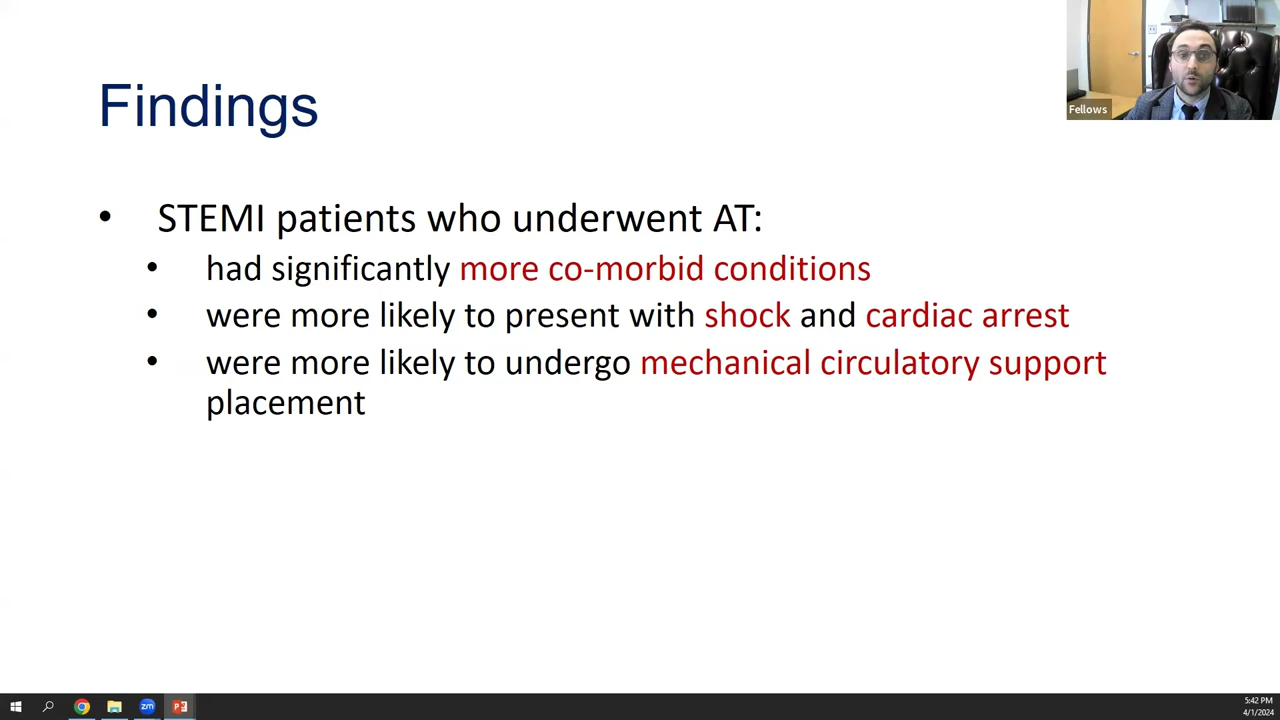 Findings
Fellows
• STEMI patients who underwent AT:
• had significantly more co-morbid conditions
• were more likely to present with shock and cardiac arrest
• were more likely to undergo mechanical circulatory support
placement
zm
5:42 PM
4/1/2024